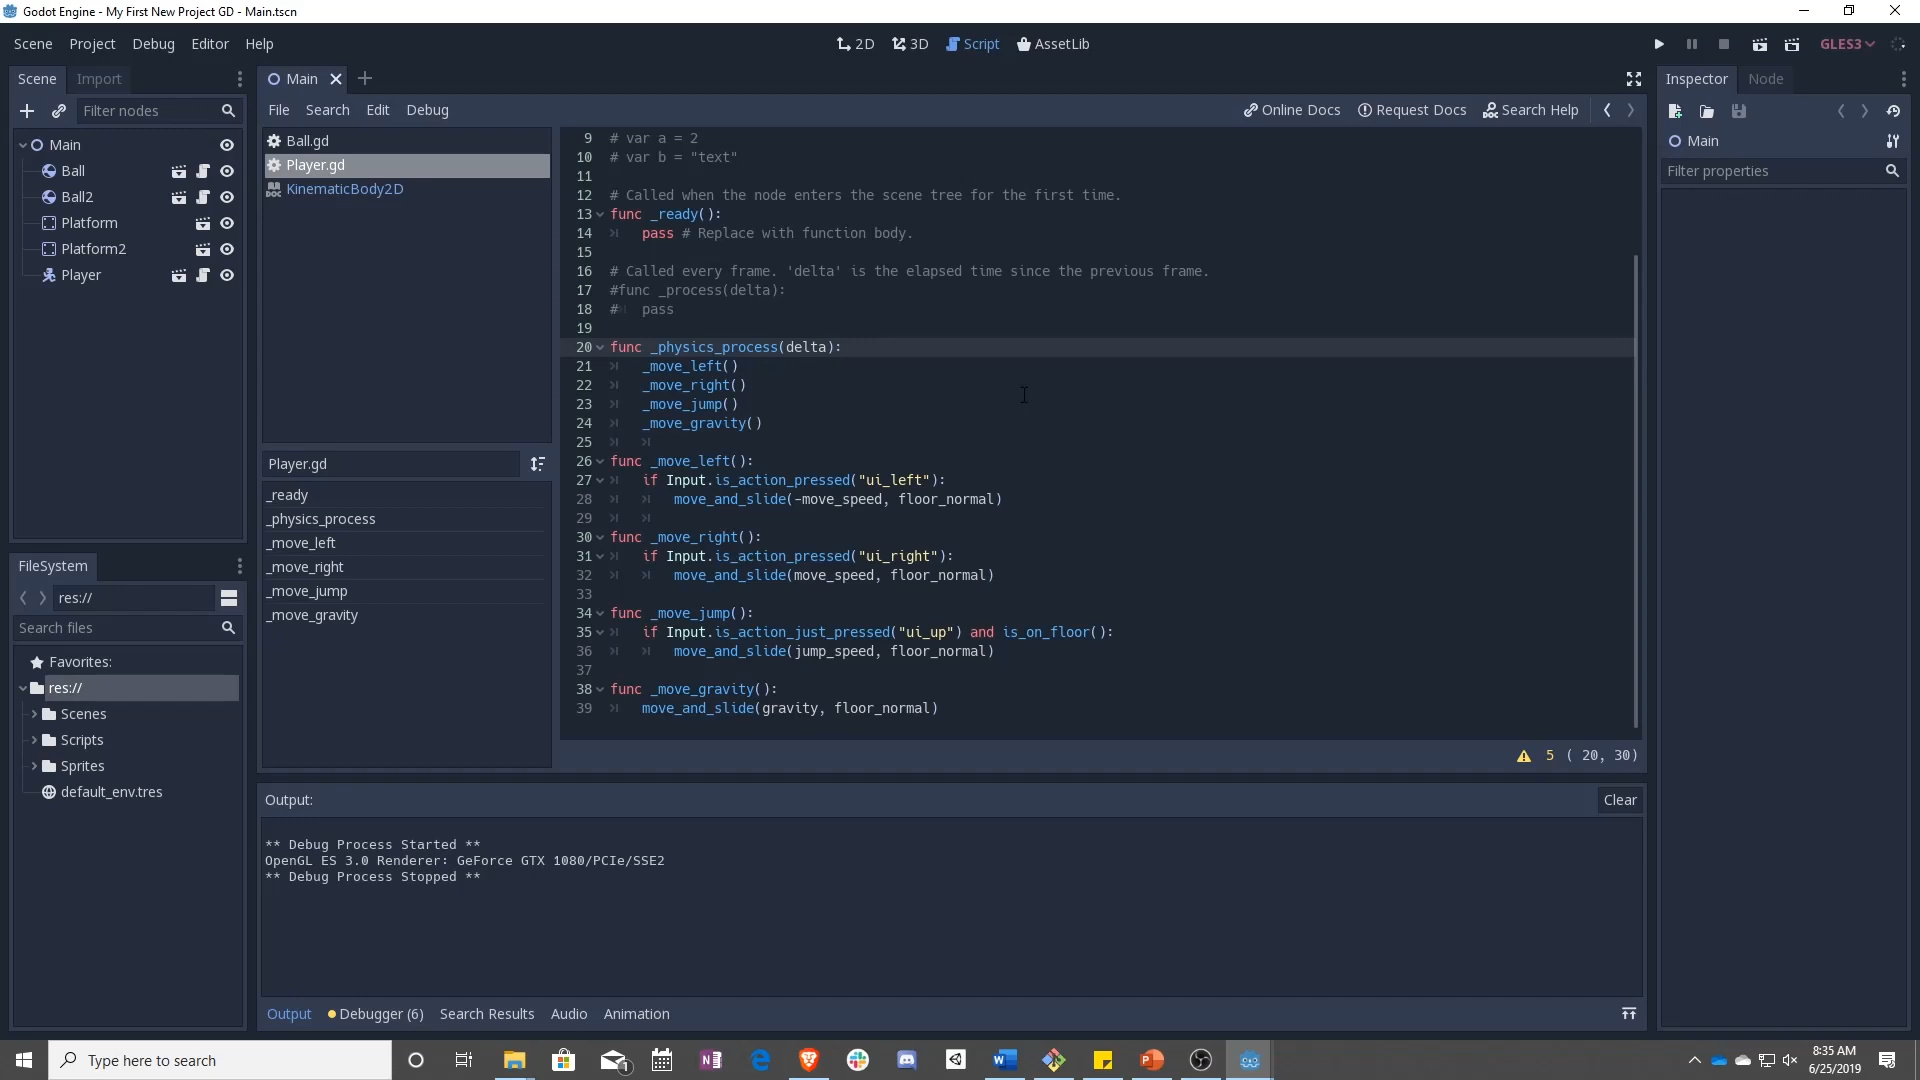 Godot Engine - My First New Project GD - Main.tscn
Scene Project Debug Editor Help
2D 3D Script AssetLib
GLES3
Scene Import
Filter nodes
Main
Ball
Ball2
Platform
Platform2
Player
FileSystem
res://
Search files
Favorites:
res://
Scenes
Scripts
Sprites
default_env.tres
Main
File Search Edit Debug
Online Docs Request Docs Search Help
Ball.gd
Player.gd
KinematicBody2D
Player.gd
_ready
_physics_process
_move_left
_move_right
_move_jump
_move_gravity
9 # var a = 2
10 # var b = "text"
11
12 # Called when the node enters the scene tree for the first time.
13 func _ready():
14 pass # Replace with function body.
15
16 # Called every frame. 'delta' is the elapsed time since the previous frame.
17 #func _process(delta):
18 # pass
19
20 func _physics_process(delta):
21 _move_left()
22 _move_right()
23 _move_jump()
24 _move_gravity()
25
26 func _move_left():
27 if Input.is_action_pressed("ui_left"):
28 move_and_slide(-move_speed, floor_normal)
29
30 func _move_right():
31 if Input.is_action_pressed("ui_right"):
32 move_and_slide(move_speed, floor_normal)
33
34 func _move_jump():
35 if Input.is_action_just_pressed("ui_up") and is_on_floor():
36 move_and_slide(jump_speed, floor_normal)
37
38 func _move_gravity():
39 move_and_slide(gravity, floor_normal)
5 ( 20, 30)
Output:
Clear
** Debug Process Started **
OpenGL ES 3.0 Renderer: GeForce GTX 1080/PCIe/SSE2
** Debug Process Stopped **
Output Debugger (6) Search Results Audio Animation
Inspector Node
Main
Filter properties
Type here to search
8:35 AM
6/25/2019